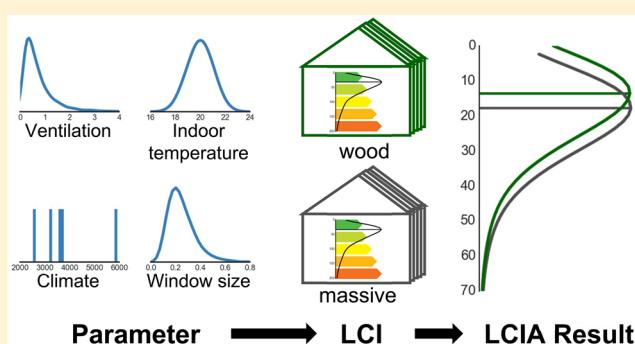 0 1 2 3 4
Ventilation
16 18 20 22 24
Indoor
temperature
wood
2000 3000 4000 5000 6000
Climate
0.0 0.2 0.4 0.6 0.8
Window size
massive
0
10
20
30
40
50
60
70
Parameter LCI LCIA Result